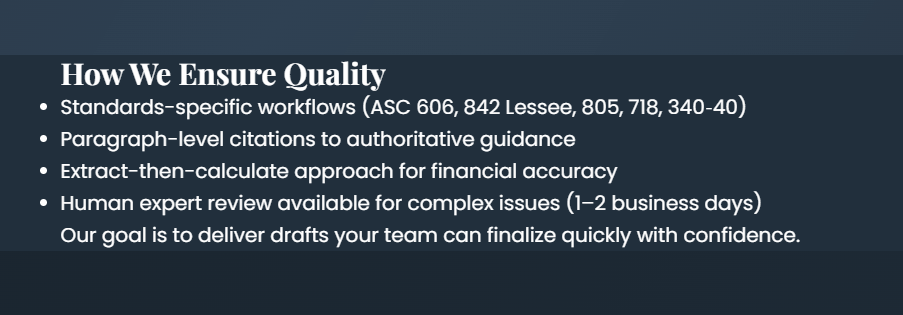 How We Ensure Quality
• Standards-specific workflows (ASC 606, 842 Lessee, 805, 718, 340-40)
• Paragraph-level citations to authoritative guidance
• Extract-then-calculate approach for financial accuracy
• Human expert review available for complex issues (1–2 business days)
Our goal is to deliver drafts your team can finalize quickly with confidence.